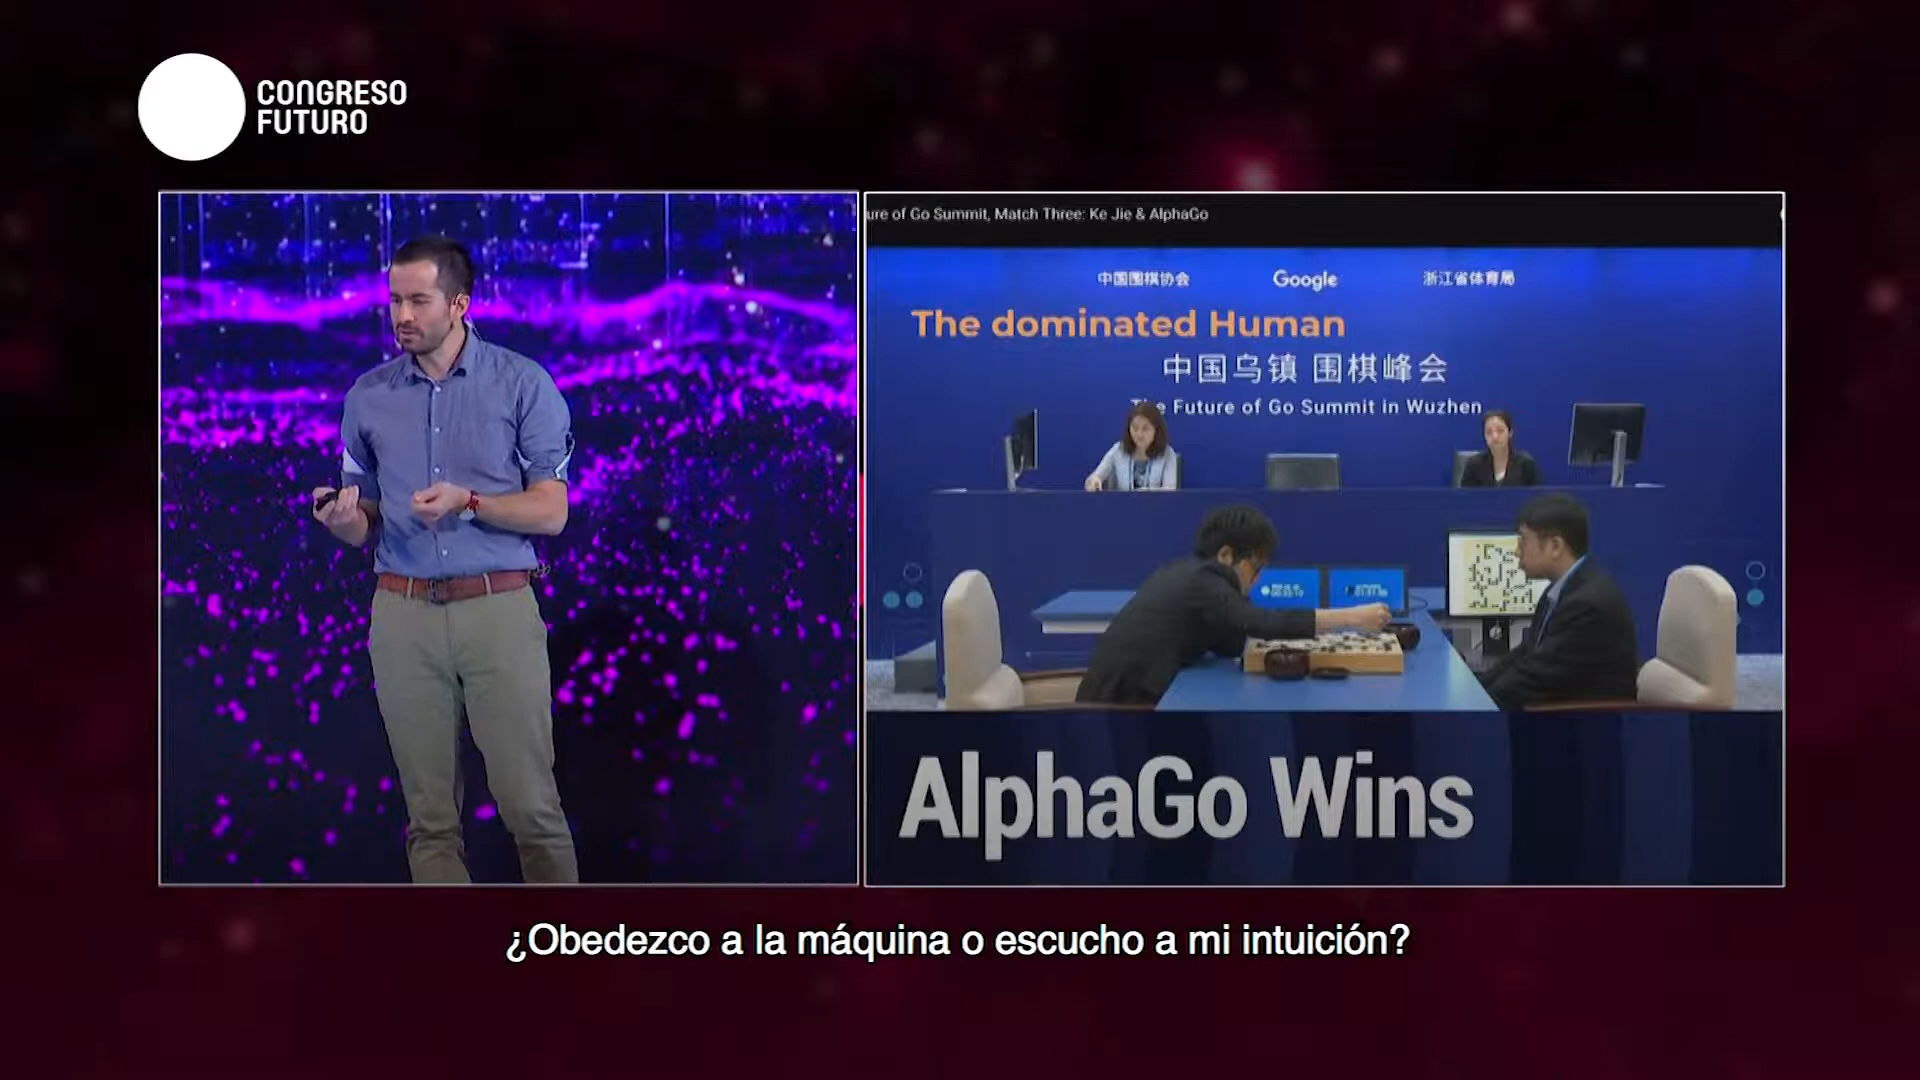 CONGRESO
FUTURO
ure of Go Summit, Match Three: Ke Jie & AlphaGo
中国围棋协会
Google
浙江省体育局
The dominated Human
中国乌镇 围棋峰会
The Future of Go Summit in Wuzhen
AlphaGo Wins
¿Obedezco a la máquina o escucho a mi intuición?